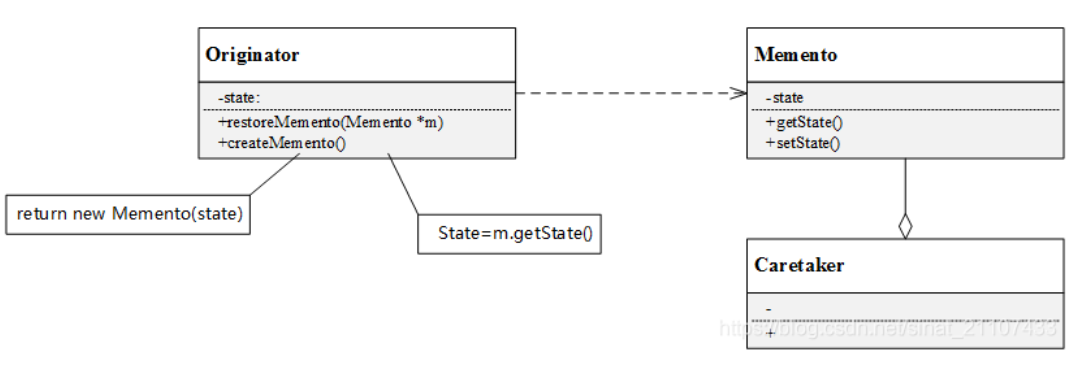 Originator
-state:
+restoreMemento(Memento *m)
+createMemento()
return new Memento(state)
State=m.getState()
Memento
-state
+getState()
+setState()
Caretaker
-
+
https://blog.csdn.net/sinat_21107433